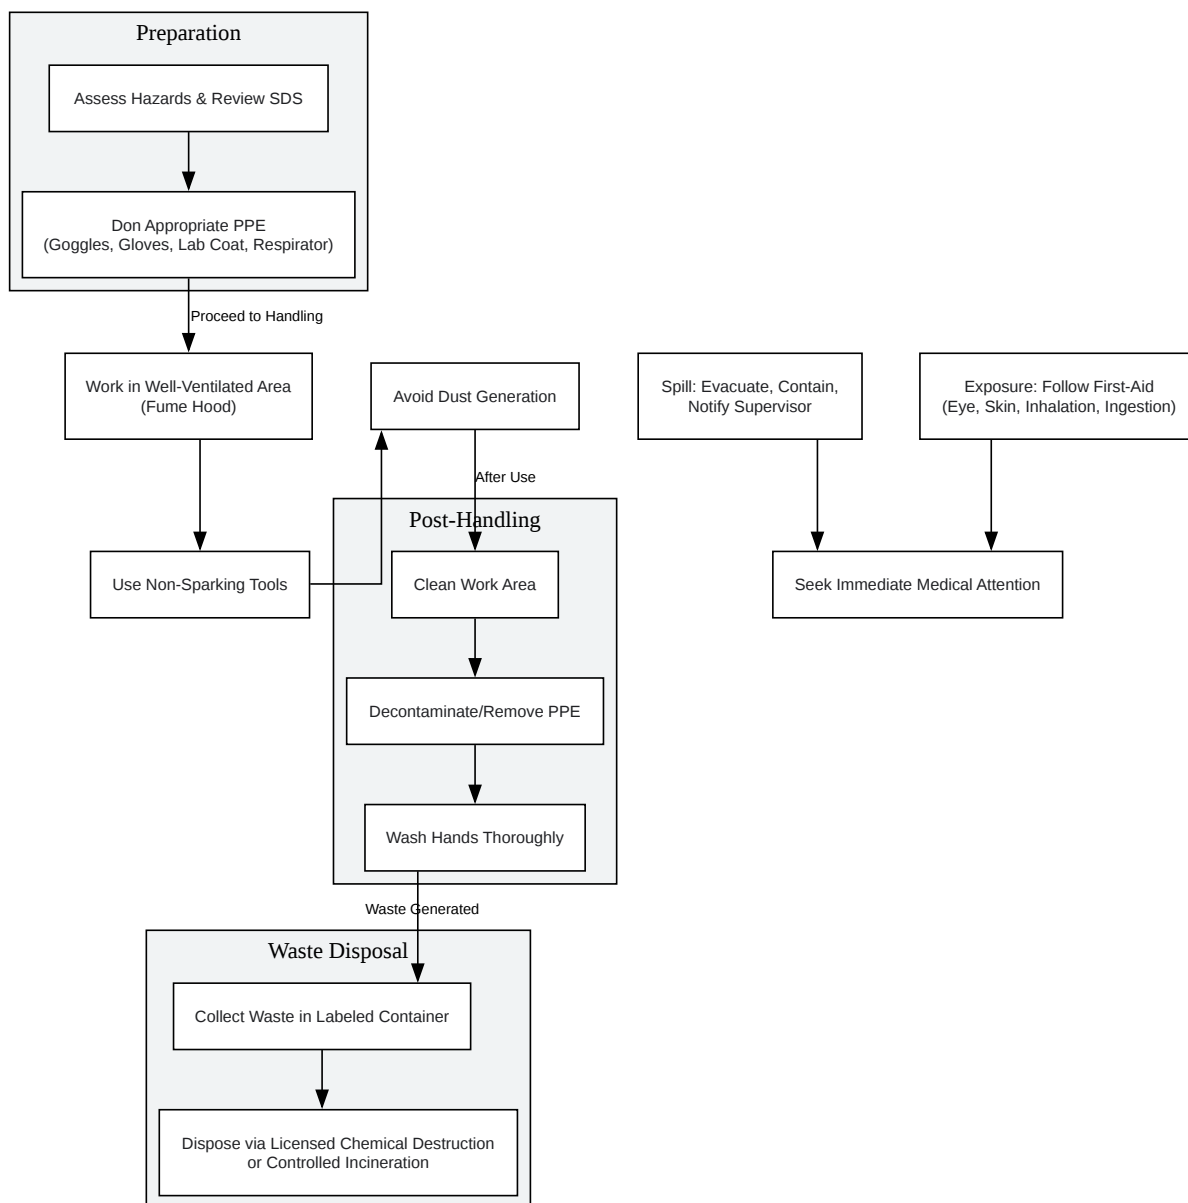 Preparation
Assess Hazards & Review SDS
Don Appropriate PPE
(Goggles, Gloves, Lab Coat, Respirator)
Proceed to Handling
Work in Well-Ventilated Area
(Fume Hood)
Avoid Dust Generation
Spill: Evacuate, Contain,
Notify Supervisor
Exposure: Follow First-Aid
(Eye, Skin, Inhalation, Ingestion)
After Use
Post-Handling
Use Non-Sparking Tools
Clean Work Area
Seek Immediate Medical Attention
Decontaminate/Remove PPE
Wash Hands Thoroughly
Waste Generated
Waste Disposal
Collect Waste in Labeled Container
Dispose via Licensed Chemical Destruction
or Controlled Incineration